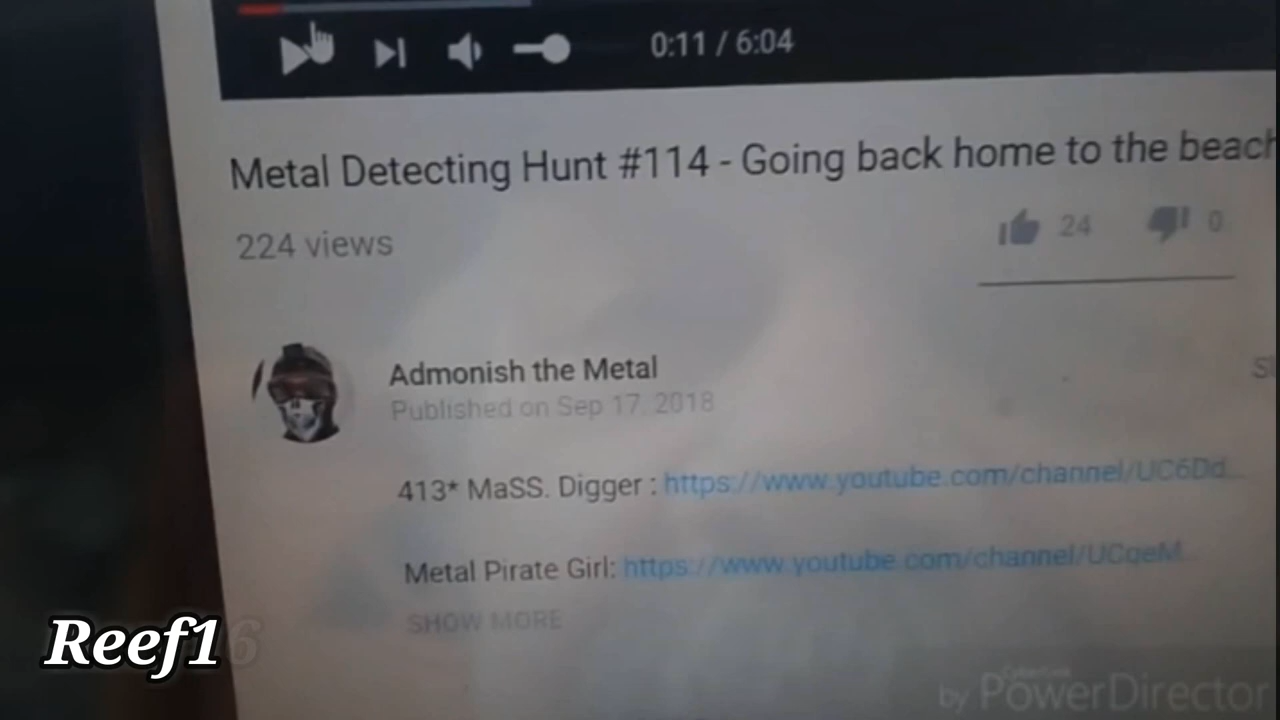 0:11 / 6:04
Metal Detecting Hunt #114 - Going back home to the beach
224 views
24
0
Admonish the Metal
Published on Sep 17, 2018
413* MaSS. Digger : https://www.youtube.com/channel/UC6Dd...
Metal Pirate Girl: https://www.youtube.com/channel/UCqeM...
SHOW MORE
Reef16
CyberLink
by PowerDirector